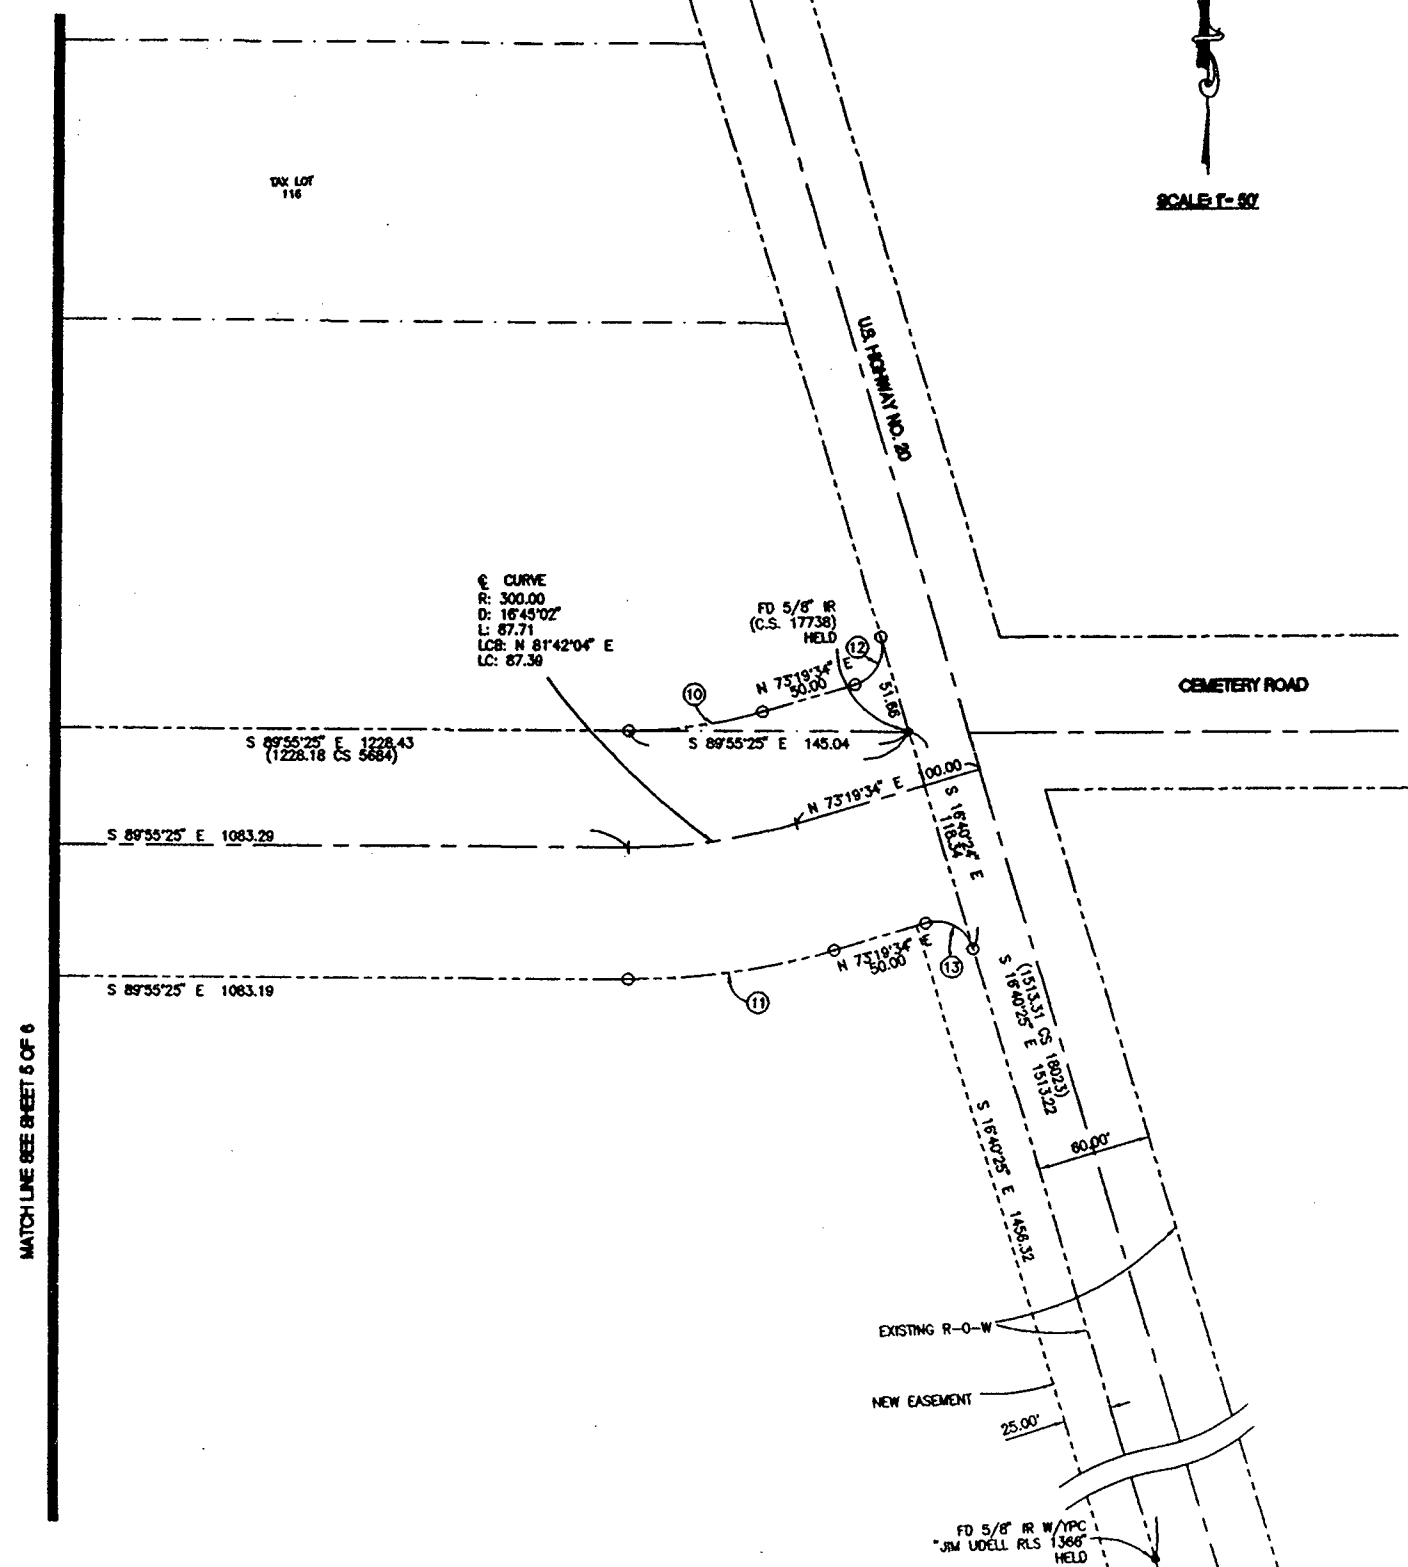 TAX LOT
116
SCALE: 1" = 50'
U.S. HIGHWAY NO. 20
℄ CURVE
R: 300.00
D: 16°45'02"
L: 87.71
LCB: N 81°42'04" E
LC: 87.39
FD 5/8" IR
(C.S. 17738)
HELD
12
10
N 73°19'34" E
50.00
51.66
CEMETERY ROAD
S 89°55'25" E 1228.43
(1228.18 CS 5684)
S 89°55'25" E 145.04
00.00
N 73°19'34" E
S 16°40'24" E
118.34
S 89°55'25" E 1083.29
N 73°19'34" E
50.00
13
11
S 89°55'25" E 1083.19
(1513.31 CS 18023)
S 16°40'25" E 1513.22
MATCH LINE SEE SHEET 5 OF 6
S 16°40'25" E 1456.32
60.00'
EXISTING R-O-W
NEW EASEMENT
25.00'
FD 5/8" IR W/YPC
"JIM UDELL RLS 1366"
HELD